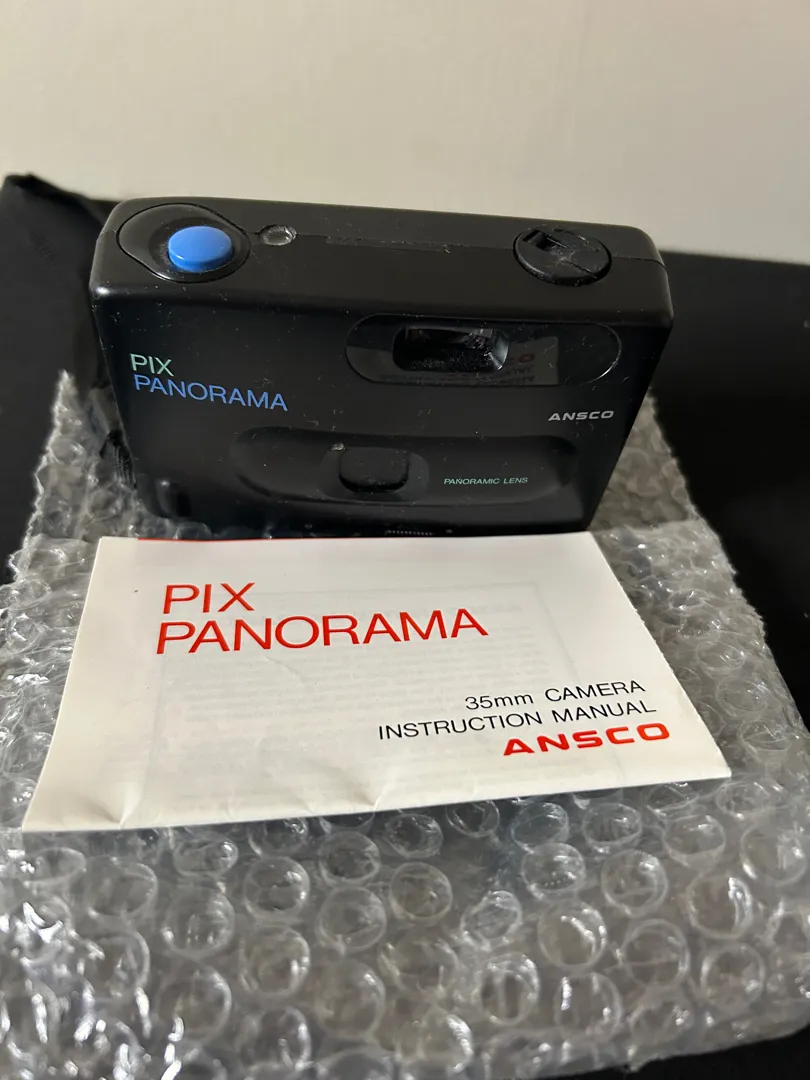 PIX
PANORAMA
ANSCO
PANORAMIC LENS
PIX
PANORAMA
35mm CAMERA
INSTRUCTION MANUAL
ANSCO